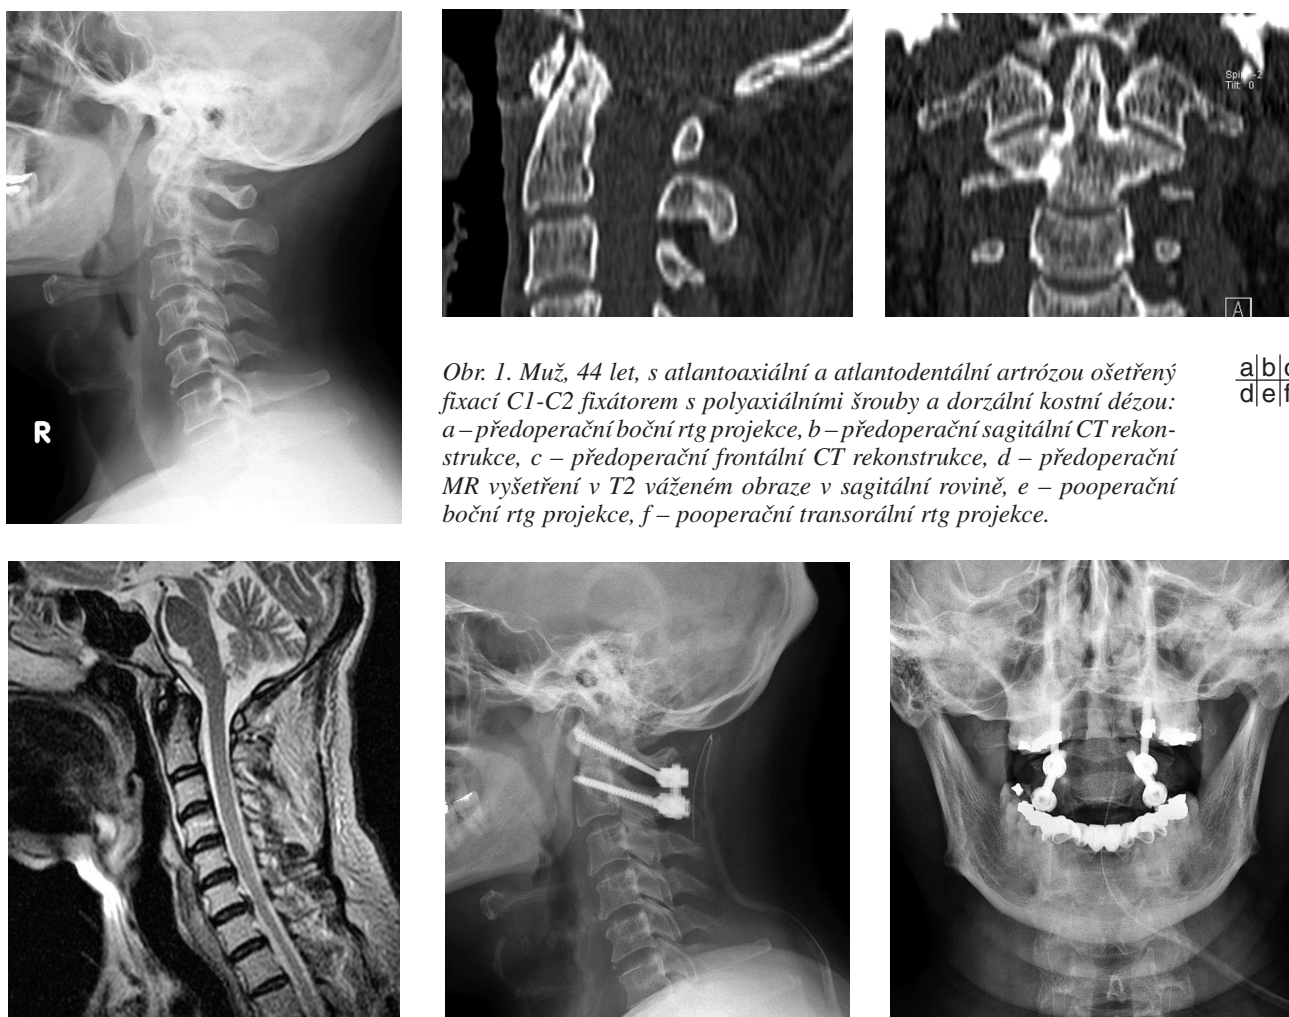 Spin -2
Tilt: 0
A
R
Obr. 1. Muž, 44 let, s atlantoaxiální a atlantodentální artrózou ošetřený
fixací C1-C2 fixátorem s polyaxiálními šrouby a dorzální kostní dézou:
a – předoperační boční rtg projekce, b – předoperační sagitální CT rekon-
strukce, c – předoperační frontální CT rekonstrukce, d – předoperační
MR vyšetření v T2 váženém obraze v sagitální rovině, e – pooperační
boční rtg projekce, f – pooperační transorální rtg projekce.
a|b|c
d|e|f